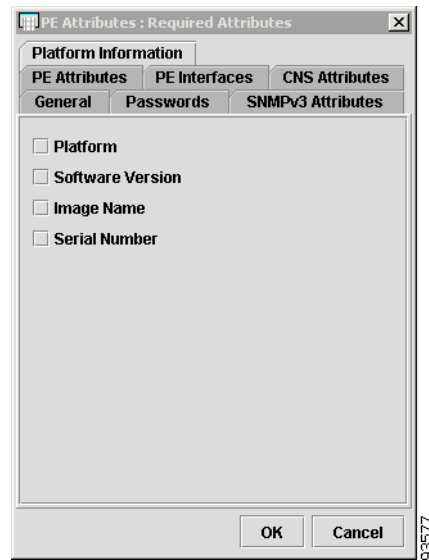 PE Attributes : Required Attributes
Platform Information
PE Attributes PE Interfaces CNS Attributes
General Passwords SNMPv3 Attributes
Platform
Software Version
Image Name
Serial Number
OK Cancel
93577